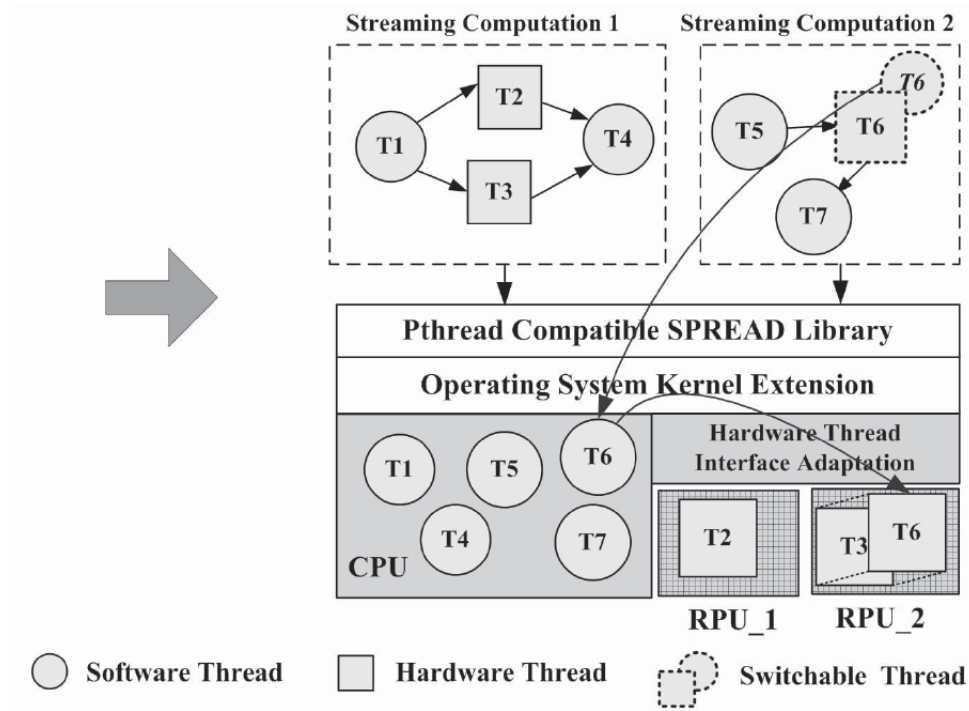 Streaming Computation 1
Streaming Computation 2
T2
T6
T1
T4
T5
T6
T3
T7
Pthread Compatible SPREAD Library
Operating System Kernel Extension
T1
T5
T6
Hardware Thread
Interface Adaptation
T4
T7
CPU
T2
T3
T6
RPU_1
RPU_2
Software Thread
Hardware Thread
Switchable Thread